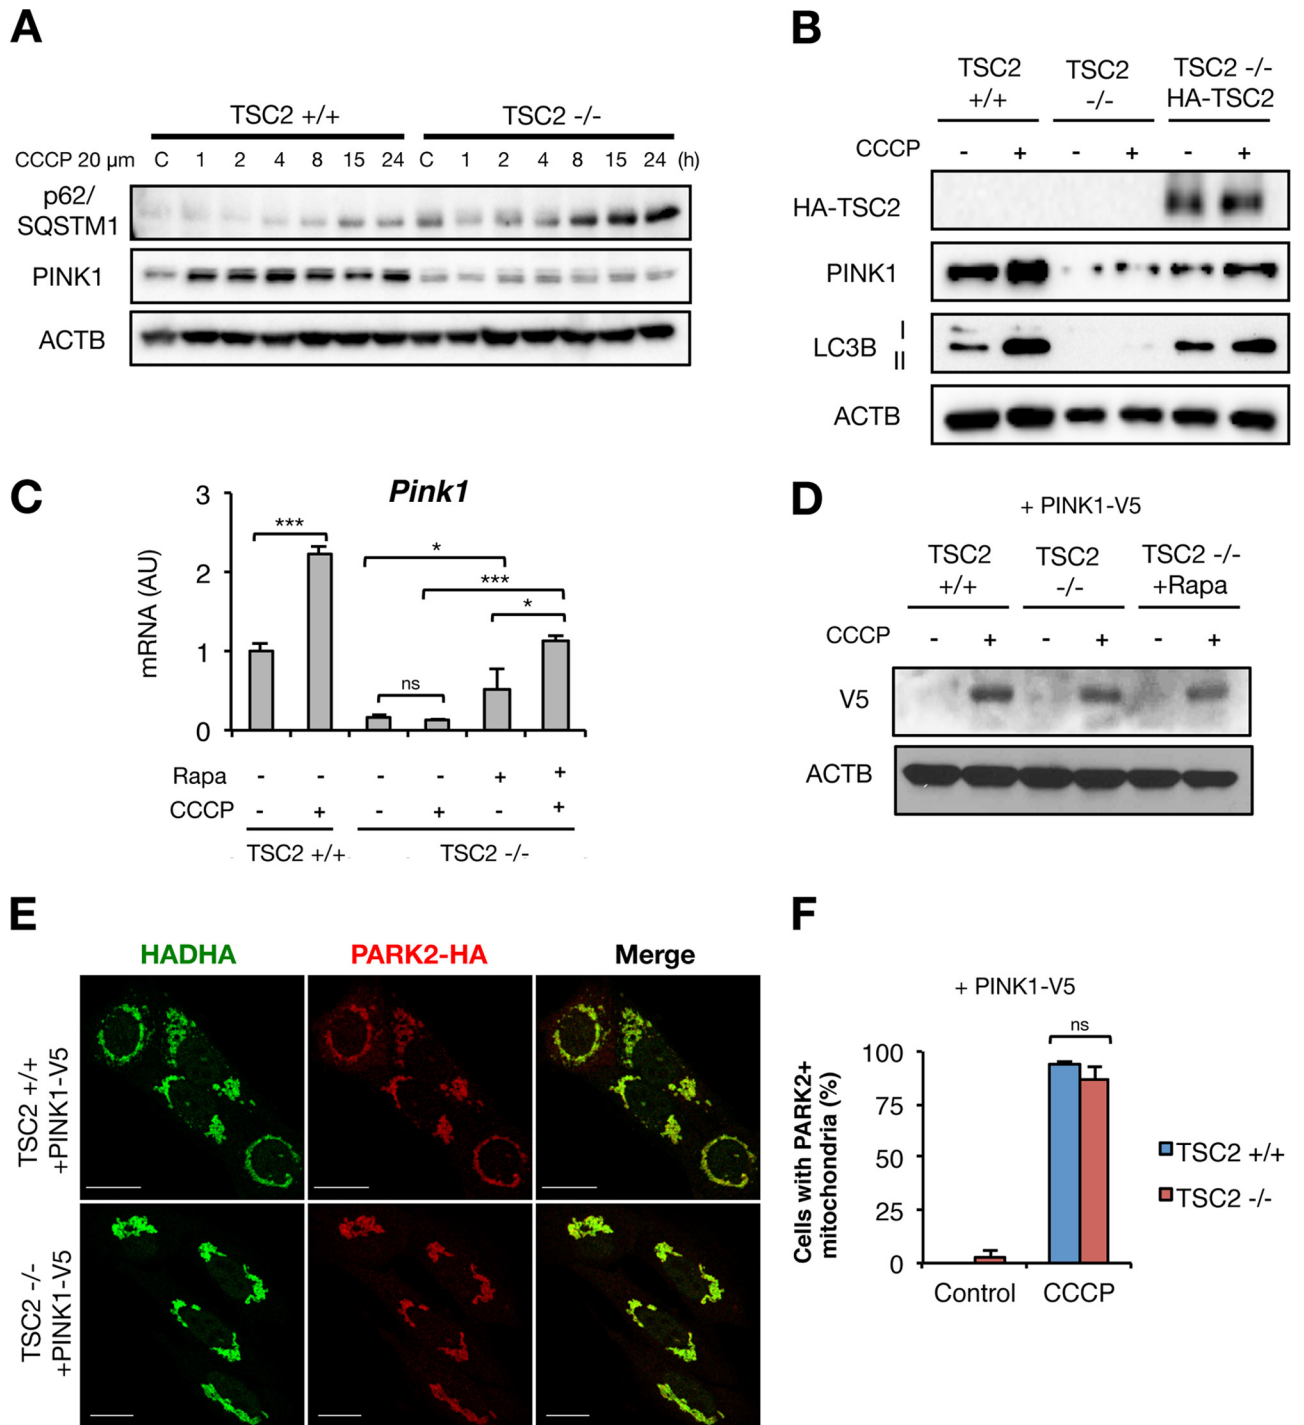 A
TSC2 +/+ TSC2 -/-
CCCP 20 µm C 1 2 4 8 15 24 C 1 2 4 8 15 24 (h)
p62/
SQSTM1
PINK1
ACTB
B
TSC2 TSC2 TSC2 -/-
+/+ -/- HA-TSC2
CCCP - + - + - +
HA-TSC2
PINK1
LC3B I
II
ACTB
C
Pink1
mRNA (AU)
3
2
1
0
***
*
***
*
ns
Rapa - - - - + +
CCCP - + - + - +
TSC2 +/+ TSC2 -/-
D
+ PINK1-V5
TSC2 TSC2 TSC2 -/-
+/+ -/- +Rapa
CCCP - + - + - +
V5
ACTB
E
HADHA PARK2-HA Merge
TSC2 +/+
+PINK1-V5
TSC2 -/-
+PINK1-V5
F
+ PINK1-V5
ns
Cells with PARK2+
mitochondria (%)
100
75
50
25
0
Control CCCP
TSC2 +/+
TSC2 -/-